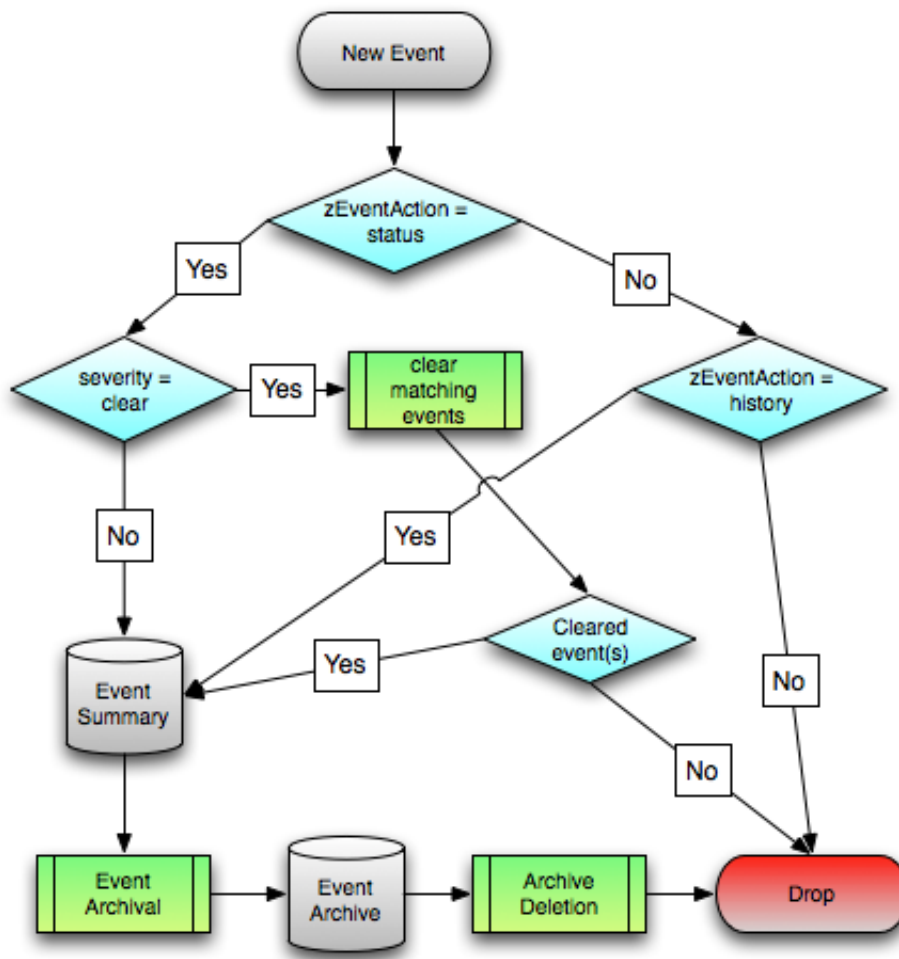 New Event
zEventAction =
status
Yes
No
severity =
clear
Yes
clear
matching
events
zEventAction =
history
No
Yes
Cleared
event(s)
Yes
No
Event
Summary
No
Event
Archival
Event
Archive
Archive
Deletion
Drop